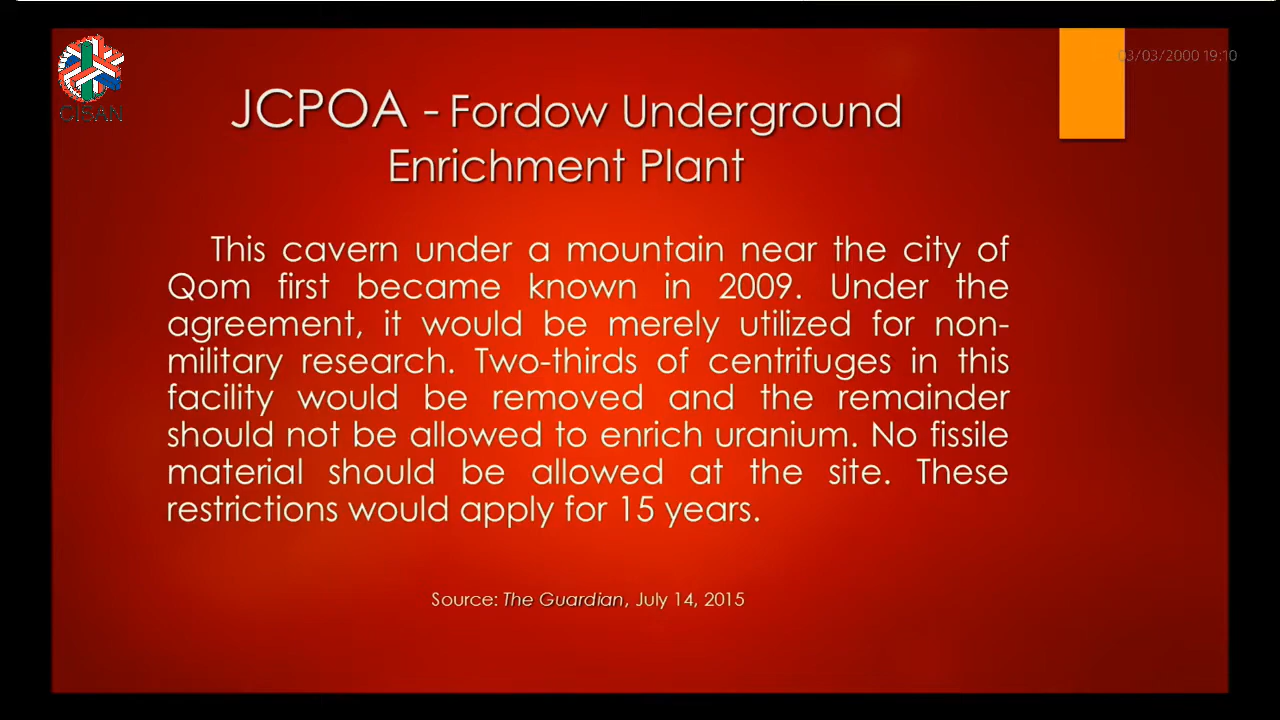 CISAN
03/03/2000 19:10
JCPOA - Fordow Underground
Enrichment Plant
This cavern under a mountain near the city of
Qom first became known in 2009. Under the
agreement, it would be merely utilized for non-
military research. Two-thirds of centrifuges in this
facility would be removed and the remainder
should not be allowed to enrich uranium. No fissile
material should be allowed at the site. These
restrictions would apply for 15 years.
Source: The Guardian, July 14, 2015